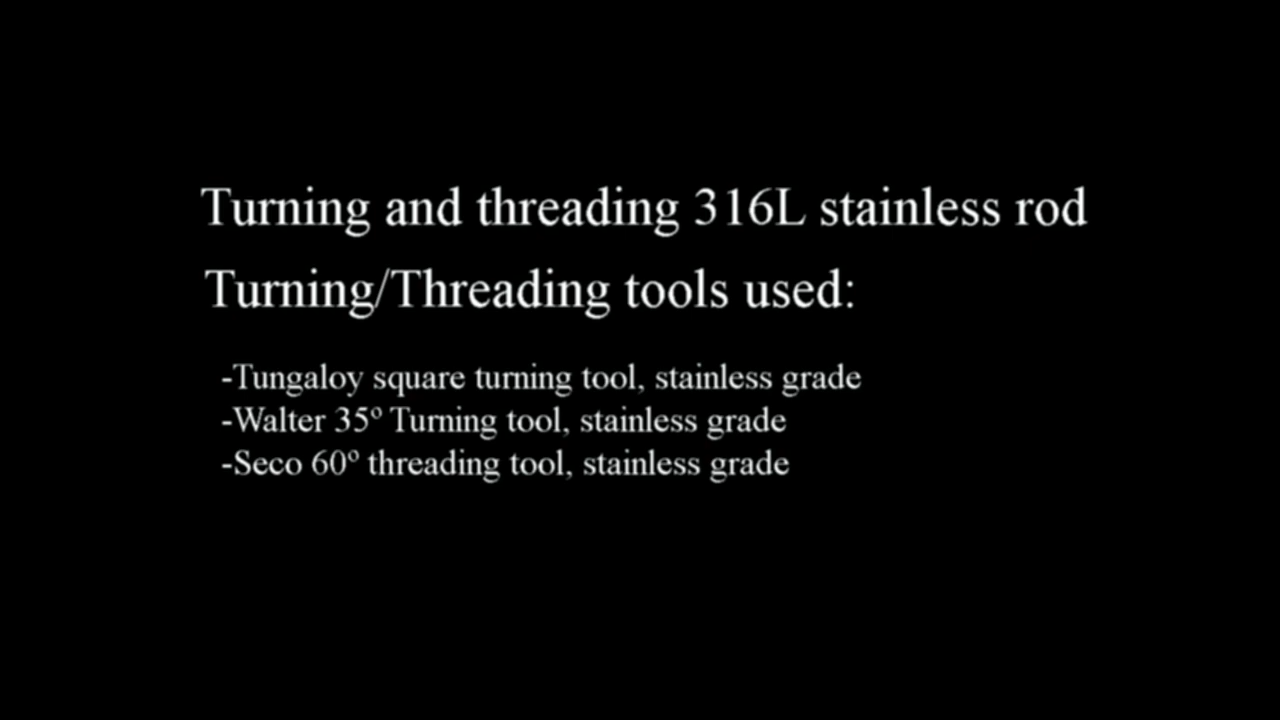 Turning and threading 316L stainless rod
Turning/Threading tools used:
-Tungaloy square turning tool, stainless grade
-Walter 35º Turning tool, stainless grade
-Seco 60º threading tool, stainless grade